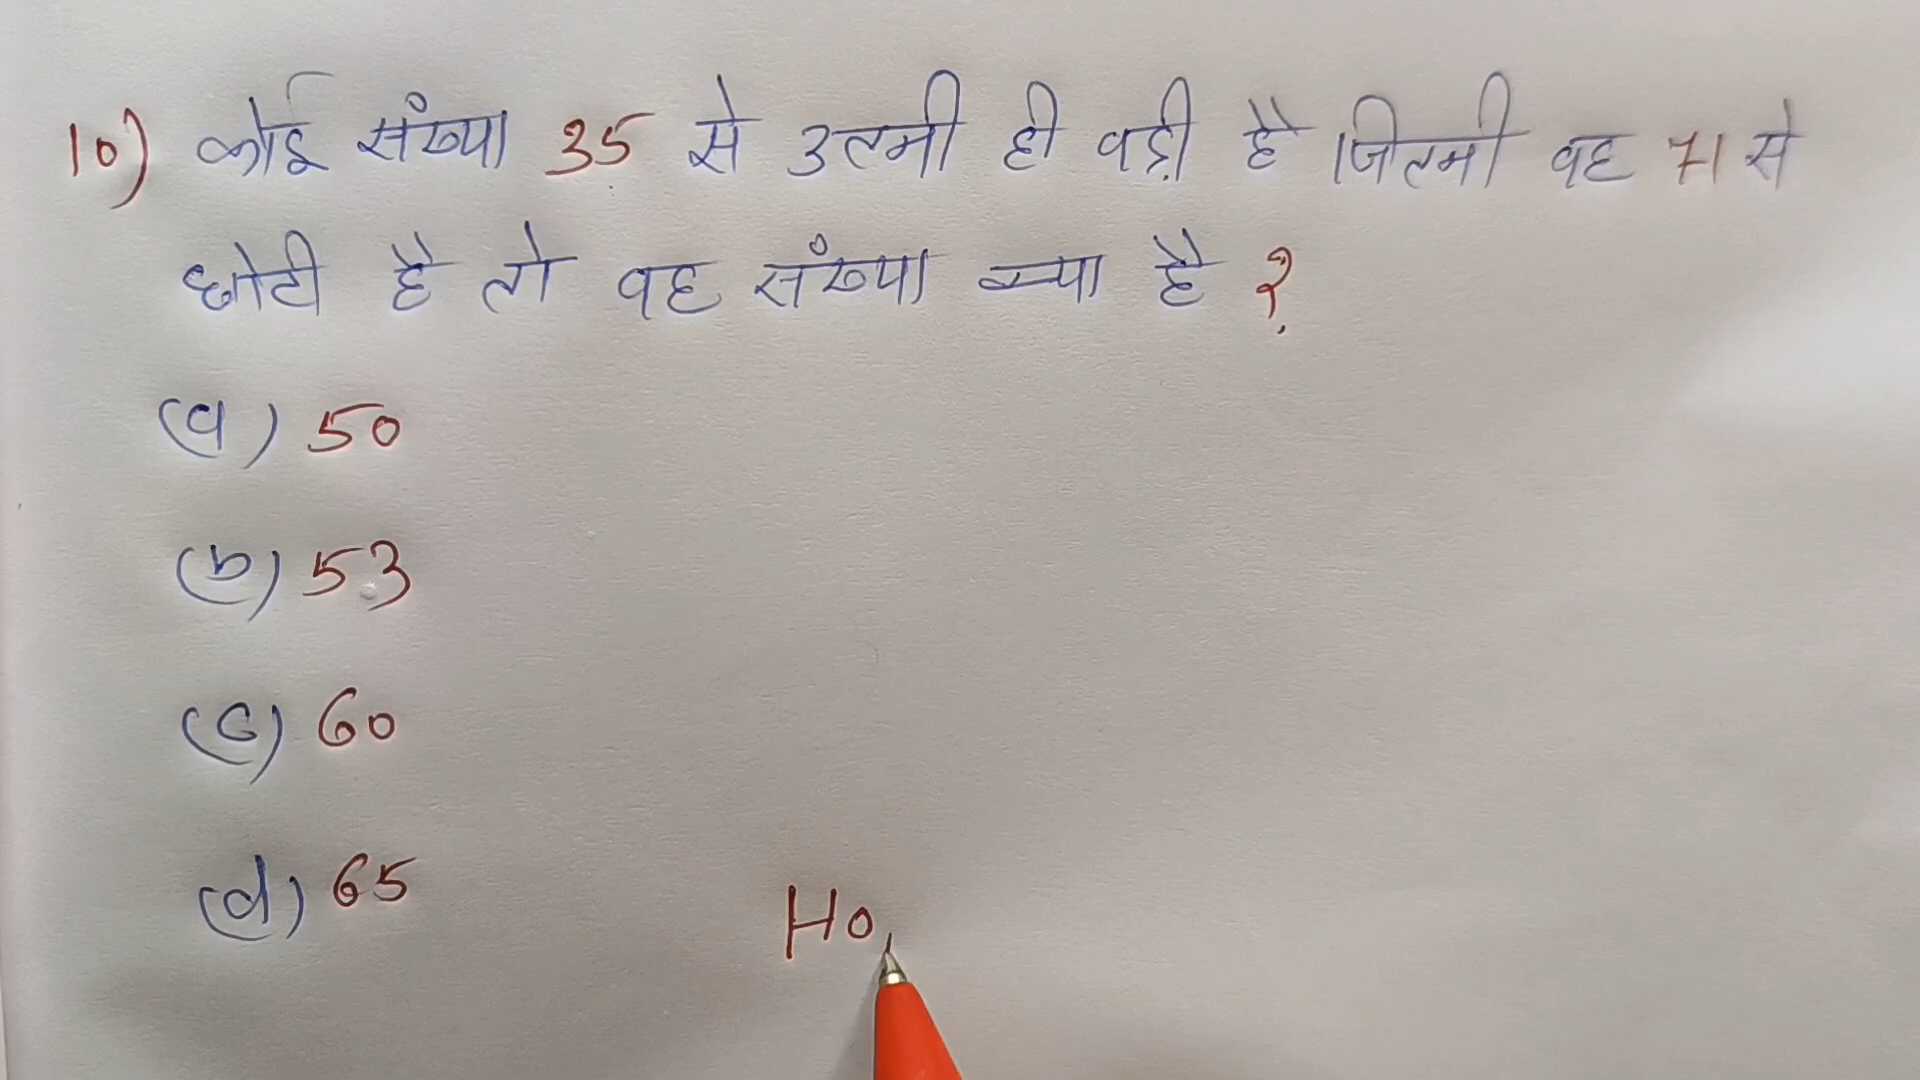 10) कोई संख्या 35 से उतनी ही बड़ी है जितनी वह 71 से
छोटी है तो वह संख्या क्या है ?
(a) 50
(b) 53
(c) 60
(d) 65
Ho